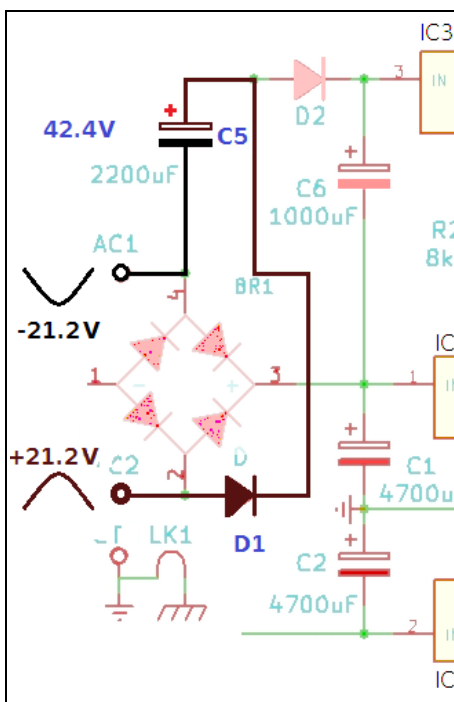 IC3
3
IN
D2
+
42.4V
C5
2200uF
+
C6
1000uF
R2
8k
AC1
4
BR1
-21.2V
1
-
+
3
1
IN
IC
+21.2V
C2
2
D
D1
+
C1
4700u
LK1
+
C2
4700uF
2
IN
IC